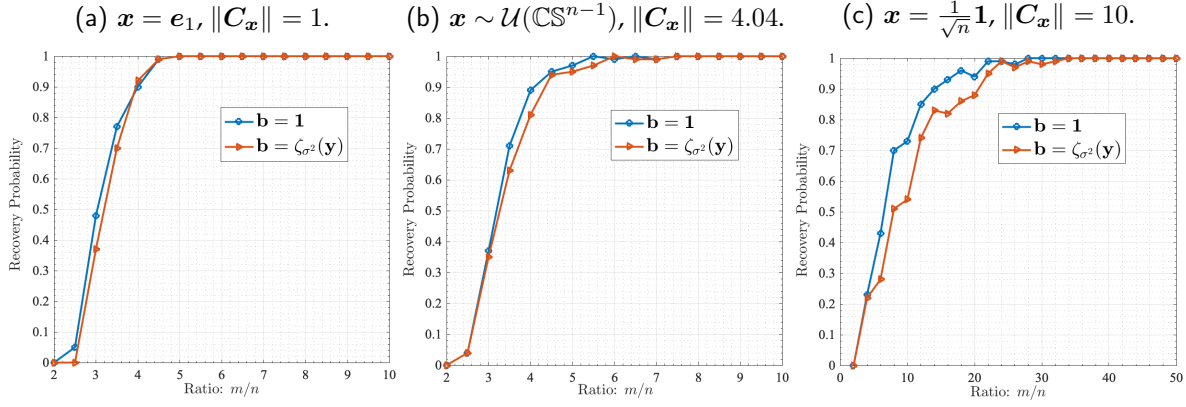 (a) 𝒙 = 𝒆₁, ‖𝑪ₓ‖ = 1.
1
0.9
0.8
0.7
0.6
0.5
0.4
0.3
0.2
0.1
0
Recovery Probability
b = 1
b = ζσ²(y)
2 3 4 5 6 7 8 9 10
Ratio: m/n
(b) 𝒙 ∼ 𝒰(ℂ𝕊ⁿ⁻¹), ‖𝑪ₓ‖ = 4.04.
1
0.9
0.8
0.7
0.6
0.5
0.4
0.3
0.2
0.1
0
Recovery Probability
b = 1
b = ζσ²(y)
2 3 4 5 6 7 8 9 10
Ratio: m/n
(c) 𝒙 = 1/√n 𝟏, ‖𝑪ₓ‖ = 10.
1
0.9
0.8
0.7
0.6
0.5
0.4
0.3
0.2
0.1
0
Recovery Probability
b = 1
b = ζσ²(y)
0 10 20 30 40 50
Ratio: m/n